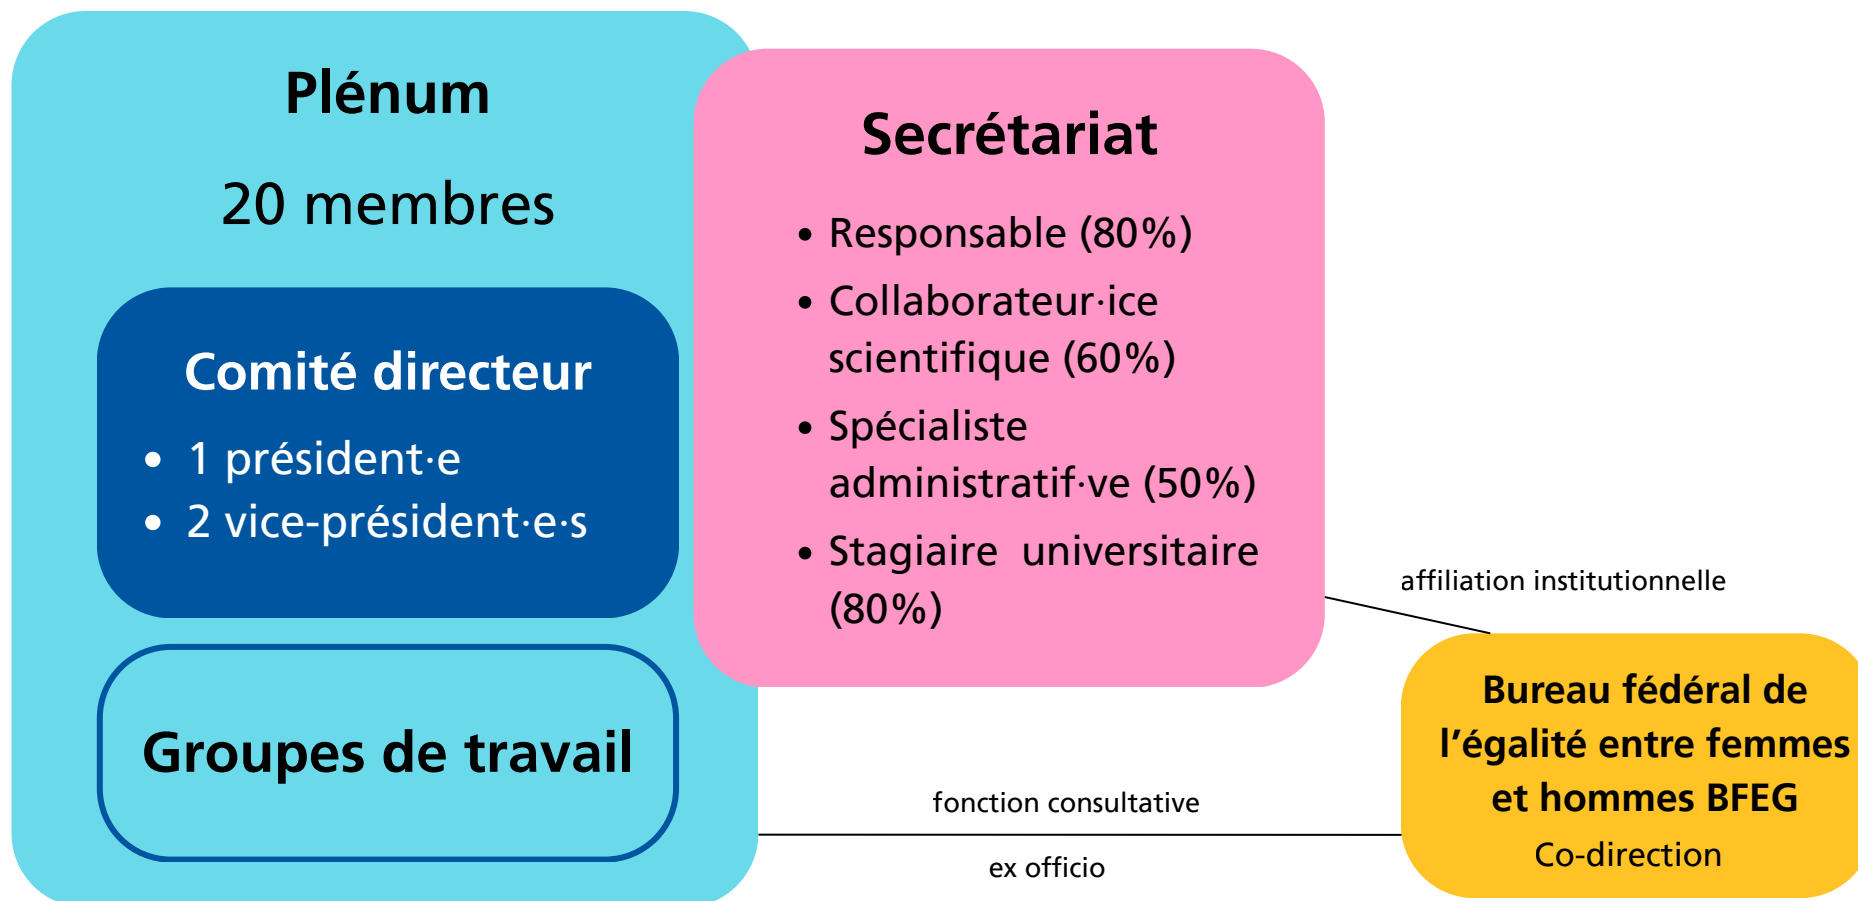 Plénum
20 membres
Comité directeur
• 1 président·e
• 2 vice-président·e·s
Groupes de travail
Secrétariat
• Responsable (80%)
• Collaborateur·ice
scientifique (60%)
• Spécialiste
administratif·ve (50%)
• Stagiaire universitaire
(80%)
affiliation institutionnelle
Bureau fédéral de
l’égalité entre femmes
et hommes BFEG
Co-direction
fonction consultative
ex officio